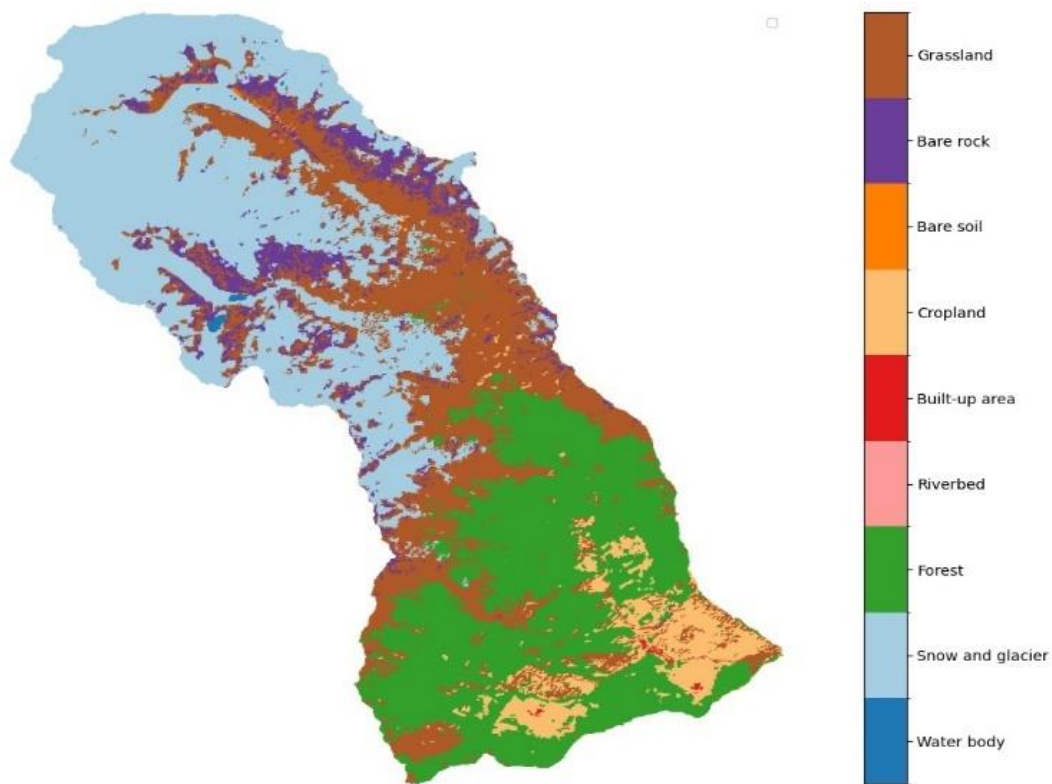 Grassland
Bare rock
Bare soil
Cropland
Built-up area
Riverbed
Forest
Snow and glacier
Water body